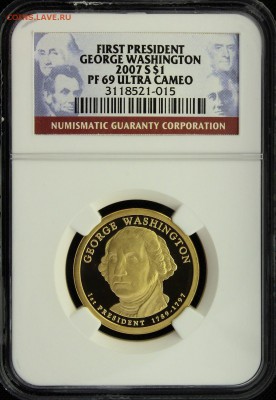 COINS.LAVE.RU
FIRST PRESIDENT
GEORGE WASHINGTON
2007 S $1
PF 69 ULTRA CAMEO
3118521-015
NUMISMATIC GUARANTY CORPORATION
GEORGE WASHINGTON
1st PRESIDENT 1789-1797